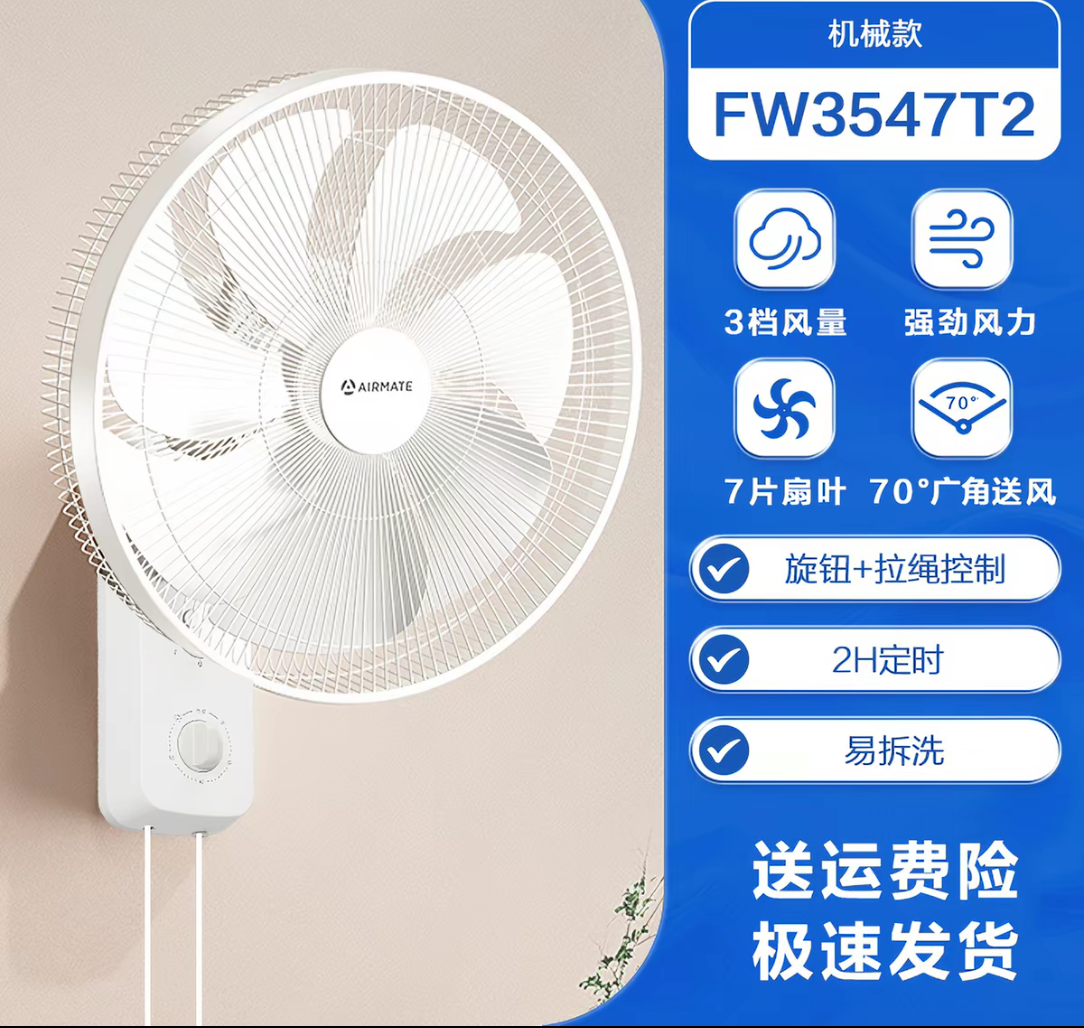 AIRMATE
机械款
FW3547T2
3档风量
强劲风力
70°
7片扇叶
70°广角送风
旋钮+拉绳控制
2H定时
易拆洗
送运费险
极速发货